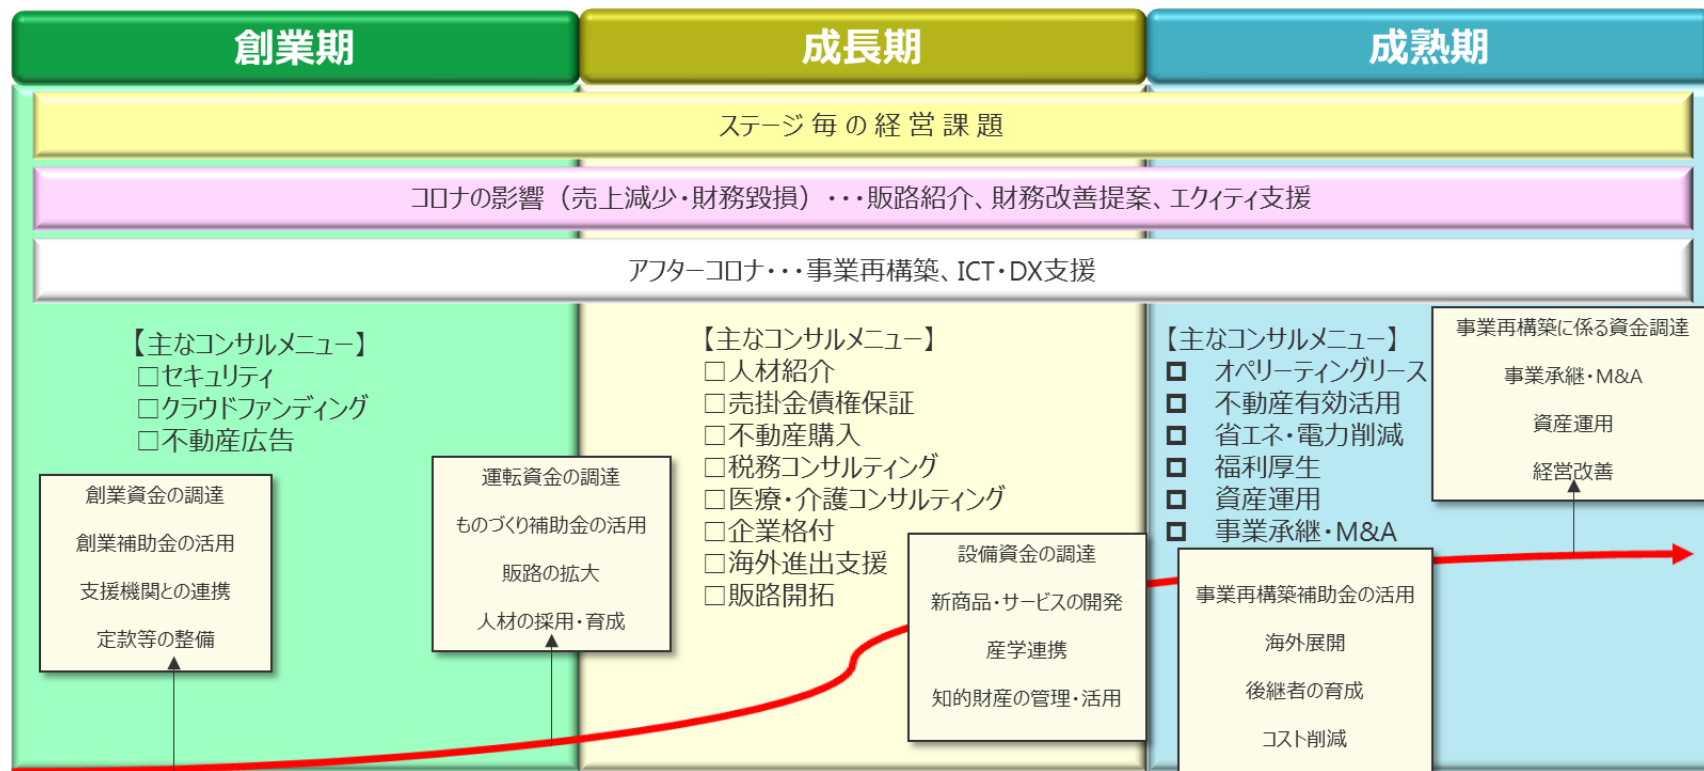 創業期
成長期
成熟期
ステージ毎の経営課題
コロナの影響（売上減少・財務毀損）・・・販路紹介、財務改善提案、エクィティ支援
アフターコロナ・・・事業再構築、ICT・DX支援
【主なコンサルメニュー】
□セキュリティ
□クラウドファンディング
□不動産広告
創業資金の調達
創業補助金の活用
支援機関との連携
定款等の整備
運転資金の調達
ものづくり補助金の活用
販路の拡大
人材の採用・育成
【主なコンサルメニュー】
□人材紹介
□売掛金債権保証
□不動産購入
□税務コンサルティング
□医療・介護コンサルティング
□企業格付
□海外進出支援
□販路開拓
設備資金の調達
新商品・サービスの開発
産学連携
知的財産の管理・活用
【主なコンサルメニュー】
□ オペリーティングリース
□ 不動産有効活用
□ 省エネ・電力削減
□ 福利厚生
□ 資産運用
□ 事業承継・M&A
事業再構築補助金の活用
海外展開
後継者の育成
コスト削減
事業再構築に係る資金調達
事業承継・M&A
資産運用
経営改善